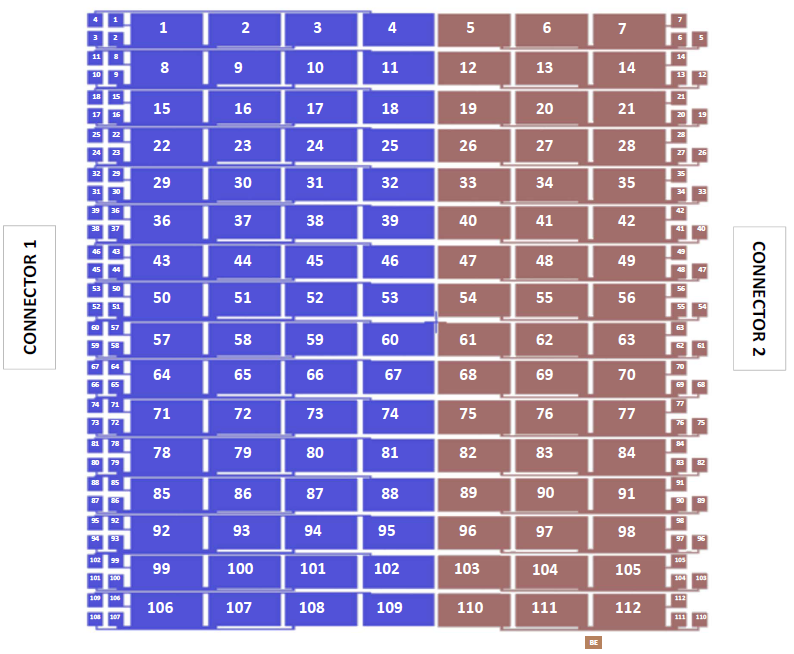 4 1 1 2 3 4 5 6 7 7
3 2 6 5
11 8 8 9 10 11 12 13 14 14
10 9 13 12
18 15 15 16 17 18 19 20 21 21
17 16 20 19
25 22 22 23 24 25 26 27 28 28
24 23 27 26
32 29 29 30 31 32 33 34 35 35
31 30 34 33
39 36 36 37 38 39 40 41 42 42
38 37 41 40
46 43 43 44 45 46 47 48 49 49
45 44 48 47
53 50 50 51 52 53 54 55 56 56
52 51 55 54
60 57 57 58 59 60 61 62 63 63
59 58 62 61
67 64 64 65 66 67 68 69 70 70
66 65 69 68
74 71 71 72 73 74 75 76 77 77
73 72 76 75
81 78 78 79 80 81 82 83 84 84
80 79 83 82
88 85 85 86 87 88 89 90 91 91
87 86 90 89
95 92 92 93 94 95 96 97 98 98
94 93 97 96
102 99 99 100 101 102 103 104 105 105
101 100 104 103
109 106 106 107 108 109 110 111 112 112
108 107 111 110
CONNECTOR 1
CONNECTOR 2
BE